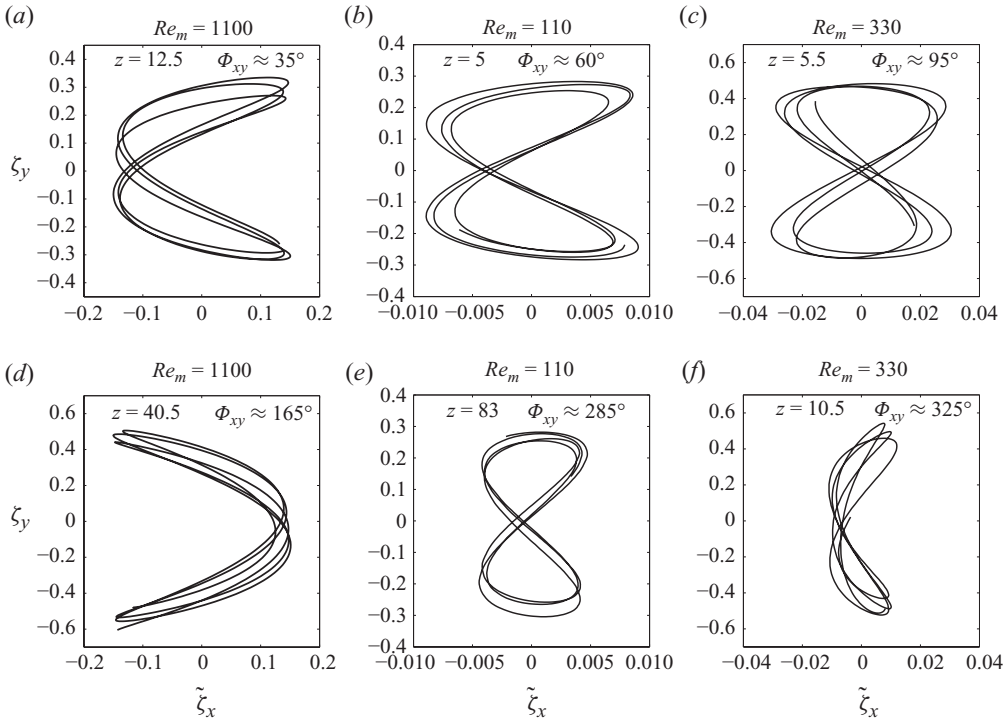 (a) Re_m = 1100
z = 12.5 Φ_xy ≈ 35°
0.4
0.3
0.2
0.1
ζ_y 0
−0.1
−0.2
−0.3
−0.4
−0.2 −0.1 0 0.1 0.2
(b) Re_m = 110
z = 5 Φ_xy ≈ 60°
0.4
0.3
0.2
0.1
0
−0.1
−0.2
−0.3
−0.4
−0.010 −0.005 0 0.005 0.010
(c) Re_m = 330
z = 5.5 Φ_xy ≈ 95°
0.6
0.4
0.2
0
−0.2
−0.4
−0.6
−0.04 −0.02 0 0.02 0.04
(d) Re_m = 1100
z = 40.5 Φ_xy ≈ 165°
0.6
0.4
0.2
ζ_y 0
−0.2
−0.4
−0.6
−0.2 −0.1 0 0.1 0.2
ζ̃_x
(e) Re_m = 110
z = 83 Φ_xy ≈ 285°
0.4
0.3
0.2
0.1
0
−0.1
−0.2
−0.3
−0.4
−0.010 −0.005 0 0.005 0.010
ζ̃_x
(f) Re_m = 330
z = 10.5 Φ_xy ≈ 325°
0.6
0.4
0.2
0
−0.2
−0.4
−0.6
−0.04 −0.02 0 0.02 0.04
ζ̃_x